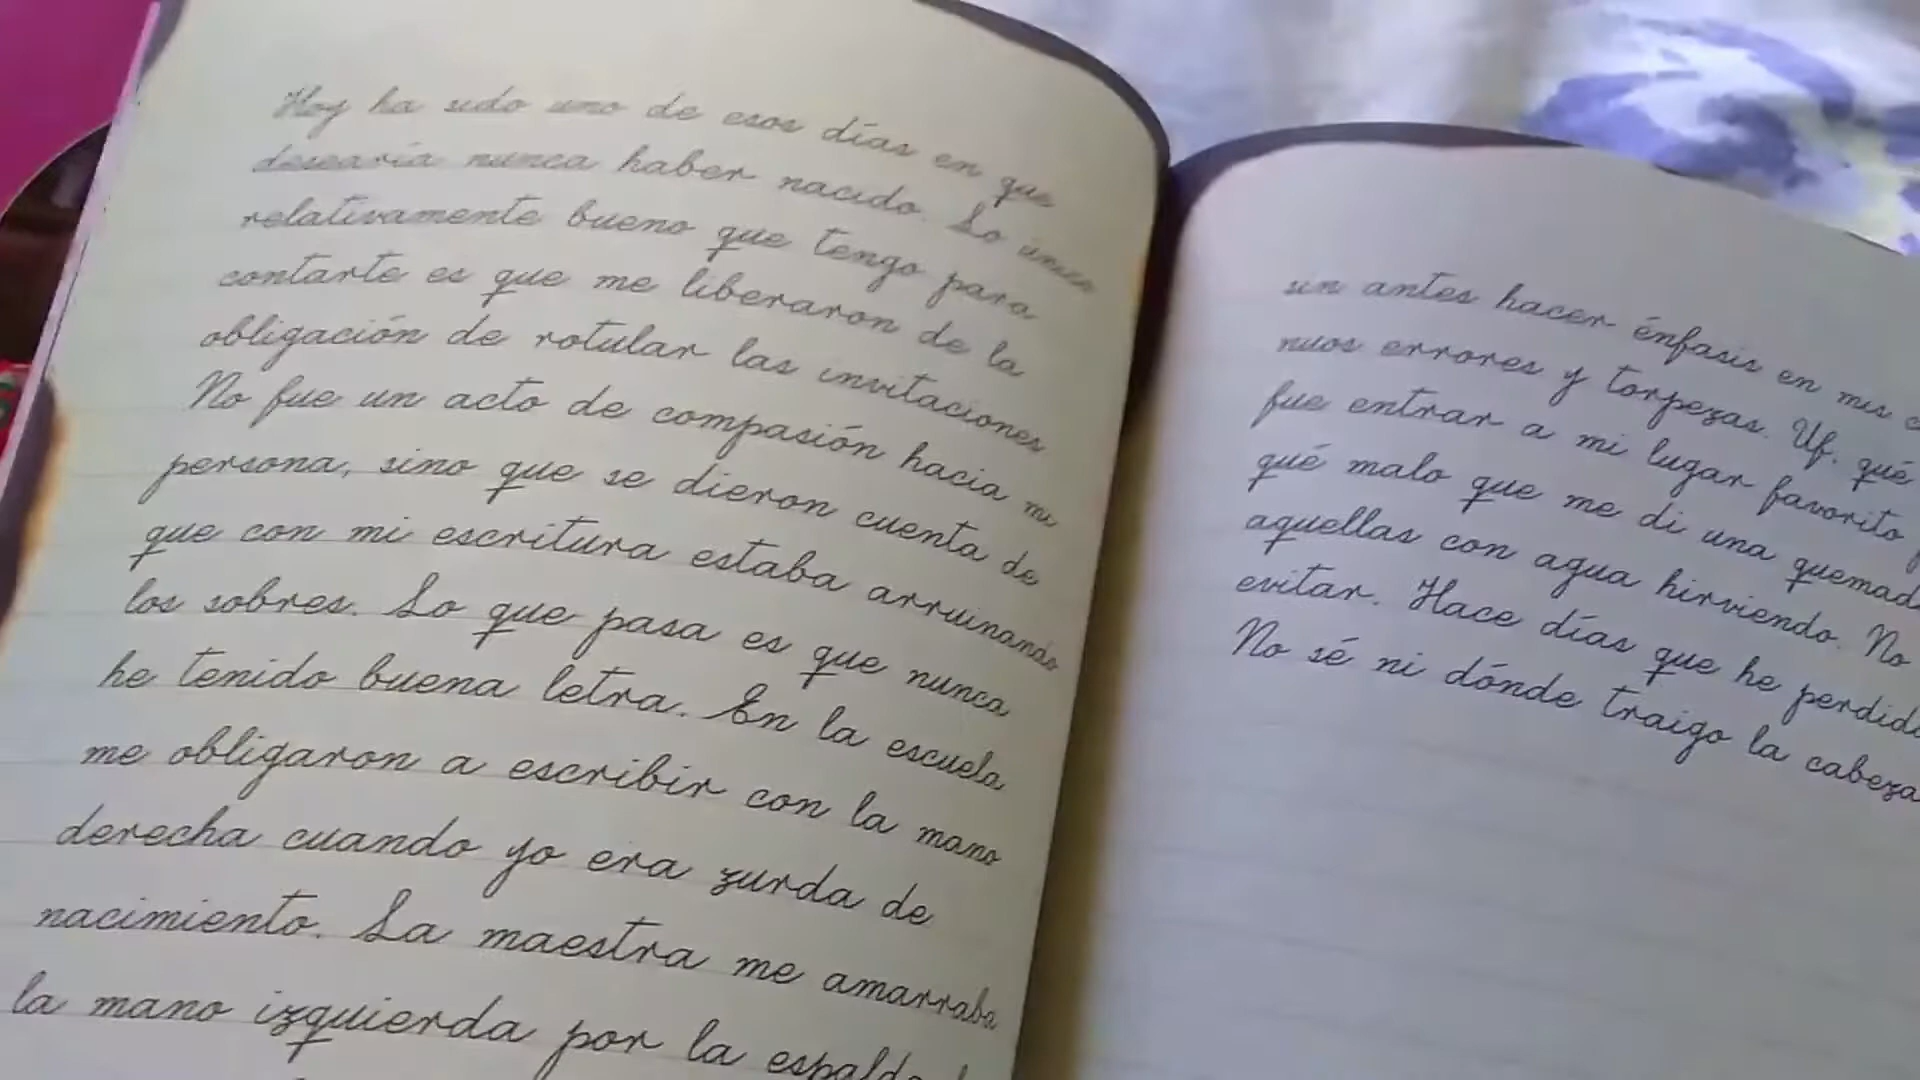 Hoy ha sido uno de esos días en que
desearía nunca haber nacido. Lo único
relativamente bueno que tengo para
contarte es que me liberaron de la
obligación de rotular las invitaciones
No fue un acto de compasión hacia mi
persona, sino que se dieron cuenta de
que con mi escritura estaba arruinando
los sobres. Lo que pasa es que nunca
he tenido buena letra. En la escuela
me obligaron a escribir con la mano
derecha cuando yo era zurda de
nacimiento. La maestra me amarraba
la mano izquierda por la espalda
sin antes hacer énfasis en mis
nuos errores y torpezas. Uf. qué
fue entrar a mi lugar favorito
qué malo que me di una
aquellas con agua hirviendo. No
evitar. Hace días que he
No sé ni dónde traigo la cabeza